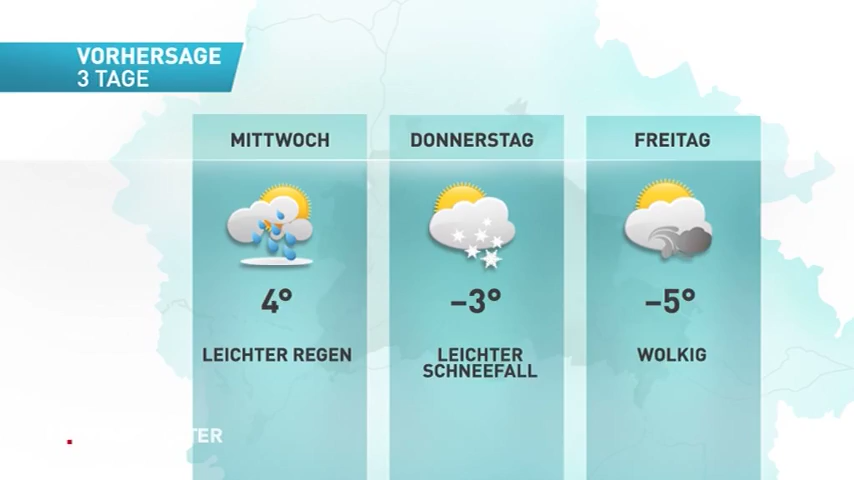 VORHERSAGE
3 TAGE
MITTWOCH
DONNERSTAG
FREITAG
4°
–3°
–5°
LEICHTER REGEN
LEICHTER
SCHNEEFALL
WOLKIG